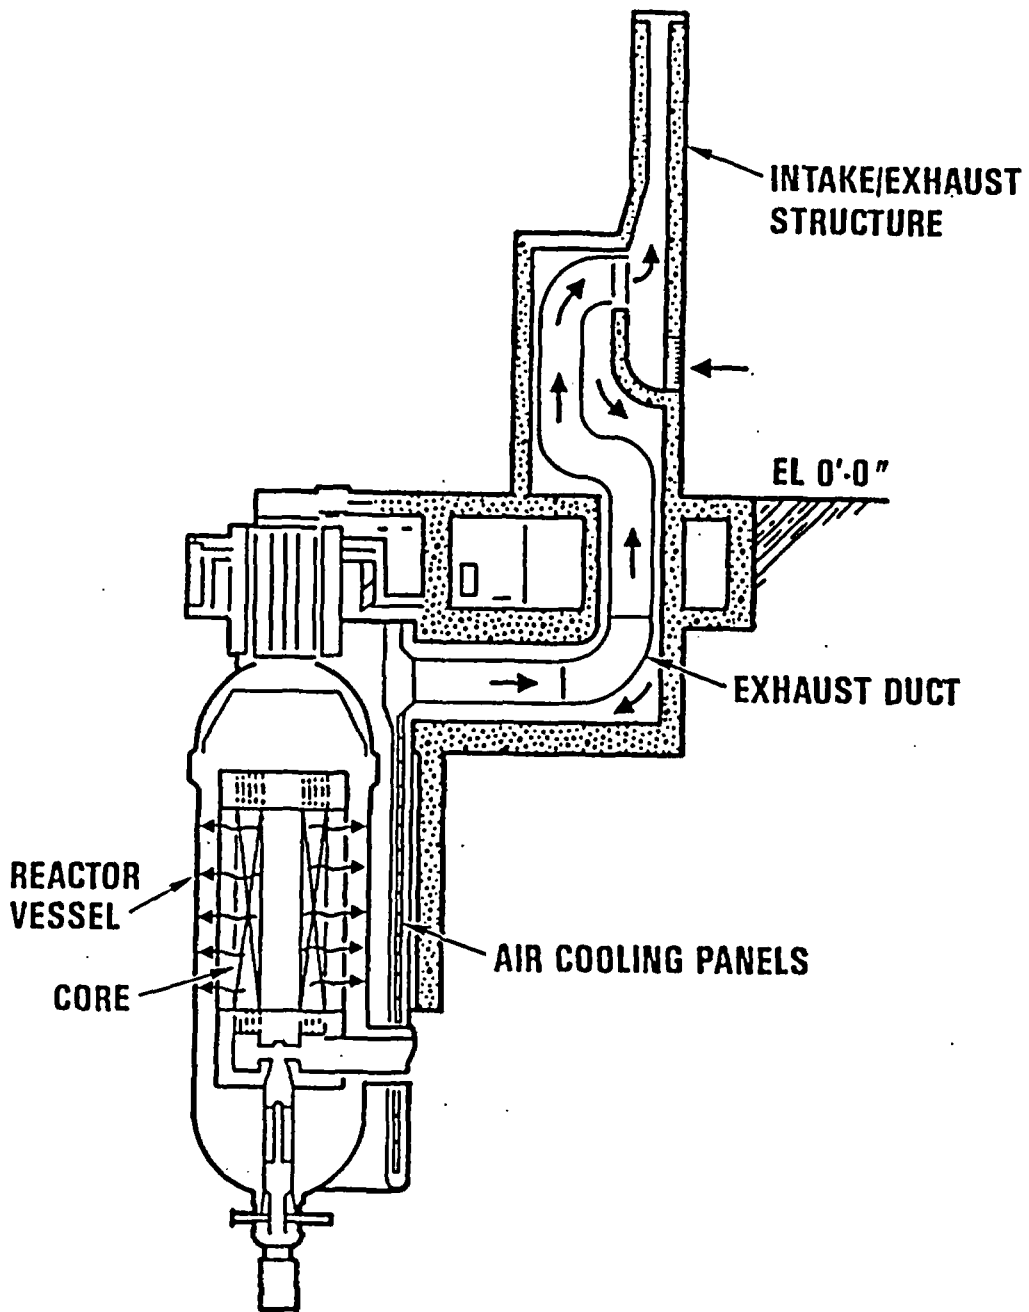 INTAKE/EXHAUST
STRUCTURE
EL 0'-0"
EXHAUST DUCT
REACTOR
VESSEL
AIR COOLING PANELS
CORE